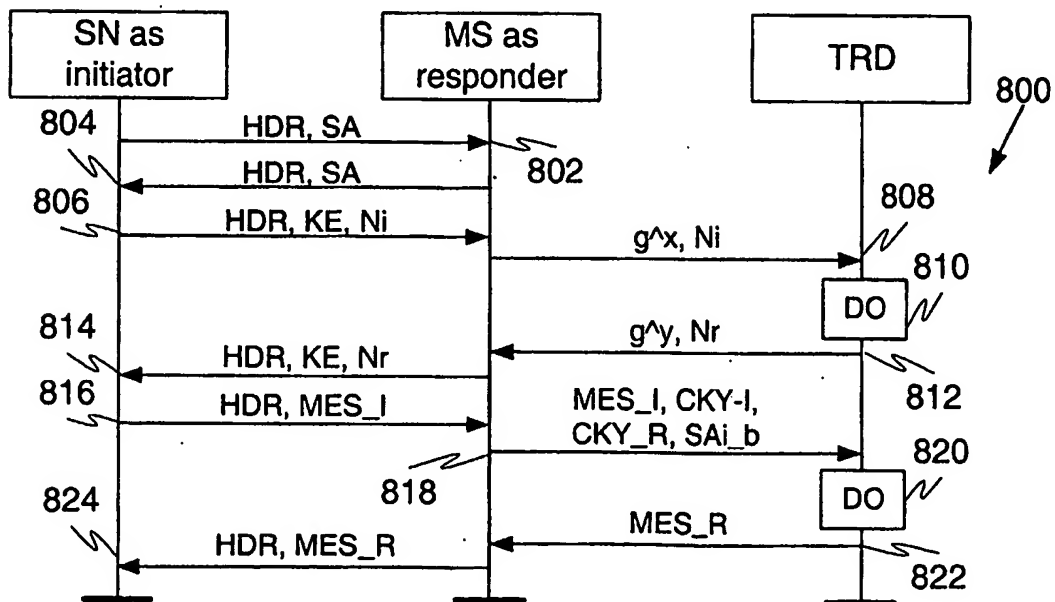 SN as
initiator
MS as
responder
TRD
800
804
HDR, SA
802
HDR, SA
806
HDR, KE, Ni
808
g^x, Ni
810
DO
814
g^y, Nr
HDR, KE, Nr
812
816
HDR, MES_I
MES_I, CKY-I,
CKY_R, SAi_b
818
820
DO
824
MES_R
HDR, MES_R
822